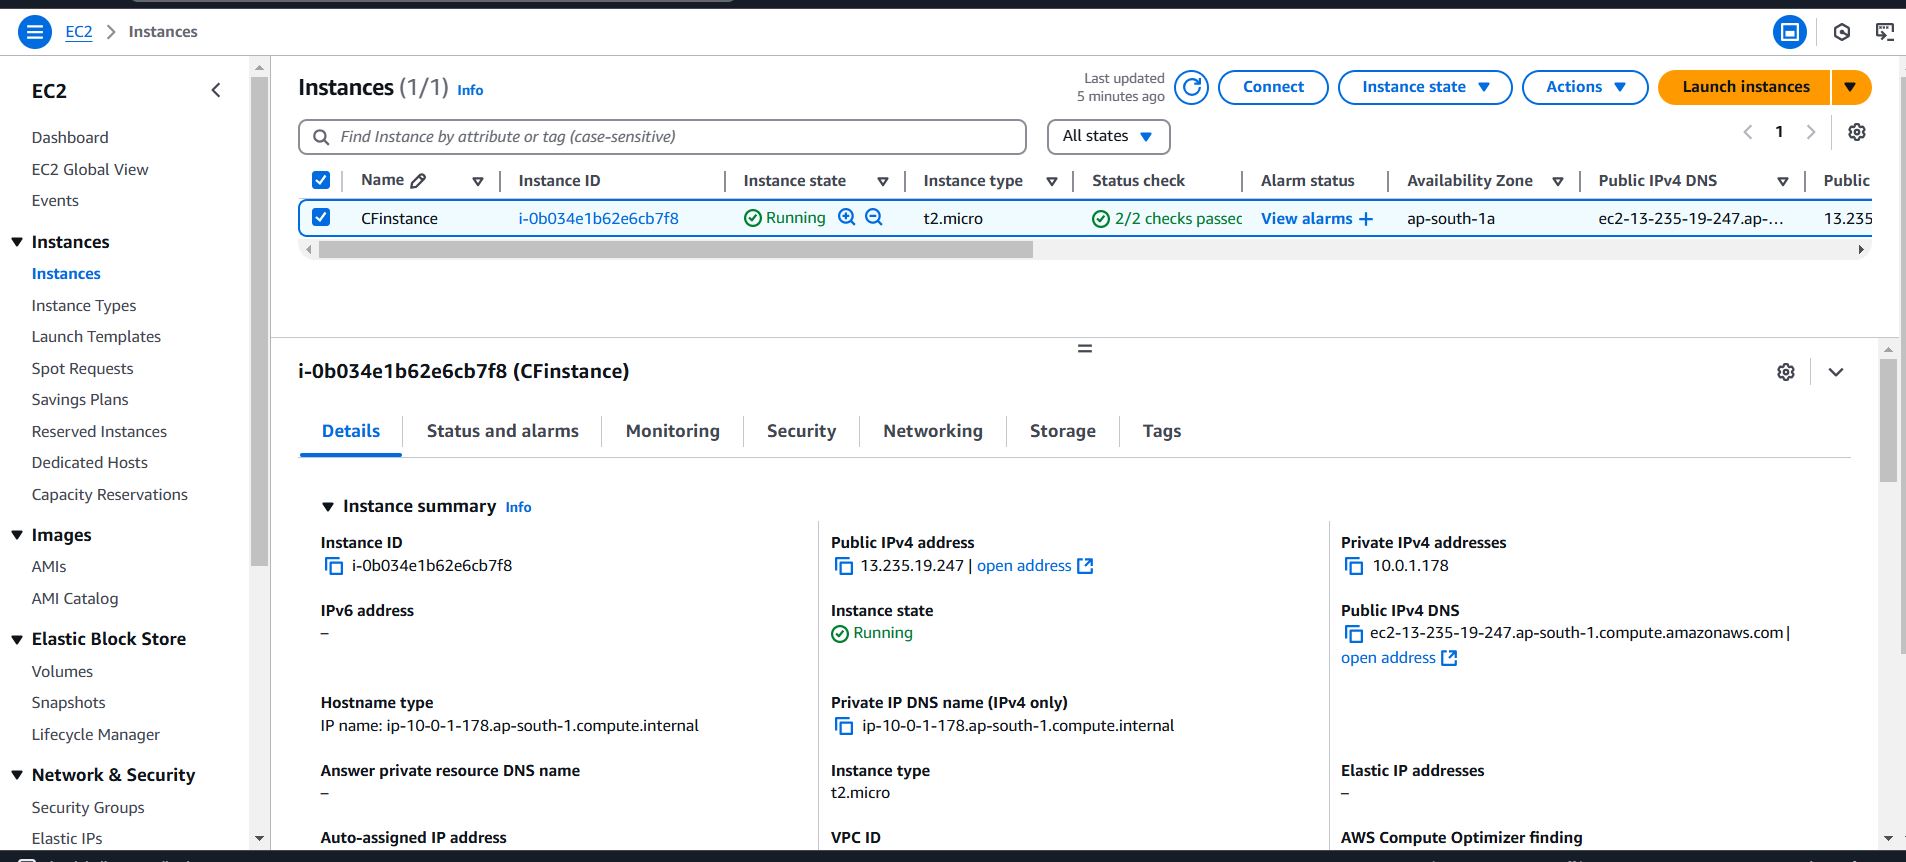 EC2 > Instances
EC2
Dashboard
EC2 Global View
Events
Instances
Instances
Instance Types
Launch Templates
Spot Requests
Savings Plans
Reserved Instances
Dedicated Hosts
Capacity Reservations
Images
AMIs
AMI Catalog
Elastic Block Store
Volumes
Snapshots
Lifecycle Manager
Network & Security
Security Groups
Elastic IPs
Instances (1/1) Info
Last updated
5 minutes ago
Connect
Instance state
Actions
Launch instances
Find Instance by attribute or tag (case-sensitive)
All states
1
Name Instance ID Instance state Instance type Status check Alarm status Availability Zone Public IPv4 DNS Public
CFinstance i-0b034e1b62e6cb7f8 Running t2.micro 2/2 checks passec View alarms + ap-south-1a ec2-13-235-19-247.ap-... 13.235
i-0b034e1b62e6cb7f8 (CFinstance)
Details Status and alarms Monitoring Security Networking Storage Tags
Instance summary Info
Instance ID
i-0b034e1b62e6cb7f8
Public IPv4 address
13.235.19.247 | open address
Private IPv4 addresses
10.0.1.178
IPv6 address
–
Instance state
Running
Public IPv4 DNS
ec2-13-235-19-247.ap-south-1.compute.amazonaws.com |
open address
Hostname type
IP name: ip-10-0-1-178.ap-south-1.compute.internal
Private IP DNS name (IPv4 only)
ip-10-0-1-178.ap-south-1.compute.internal
Answer private resource DNS name
–
Instance type
t2.micro
Elastic IP addresses
–
Auto-assigned IP address
VPC ID
AWS Compute Optimizer finding